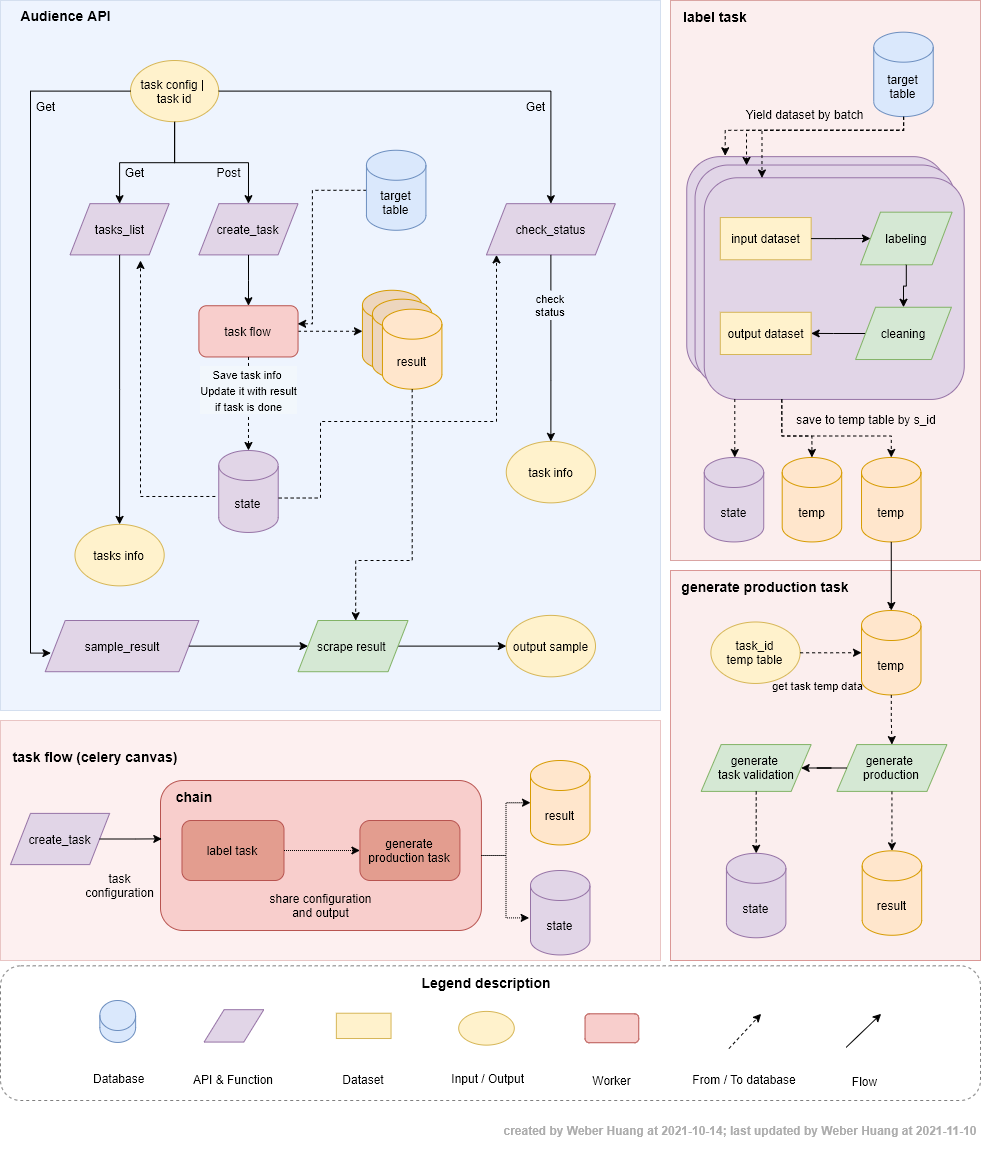 Audience API
task config |
task id
Get
Get
Get
Post
target
table
tasks_list
create_task
check_status
task flow
result
check
status
Save task info
Update it with result
if task is done
state
task info
tasks info
sample_result
scrape result
output sample
label task
target
table
Yield dataset by batch
input dataset
labeling
output dataset
cleaning
save to temp table by s_id
state
temp
temp
generate production task
task_id
temp table
temp
get task temp data
generate
task validation
generate
production
state
result
task flow (celery canvas)
create_task
task
configuration
chain
label task
generate
production task
share configuration
and output
result
state
Legend description
Database
API & Function
Dataset
Input / Output
Worker
From / To database
Flow
created by Weber Huang at 2021-10-14; last updated by Weber Huang at 2021-11-10